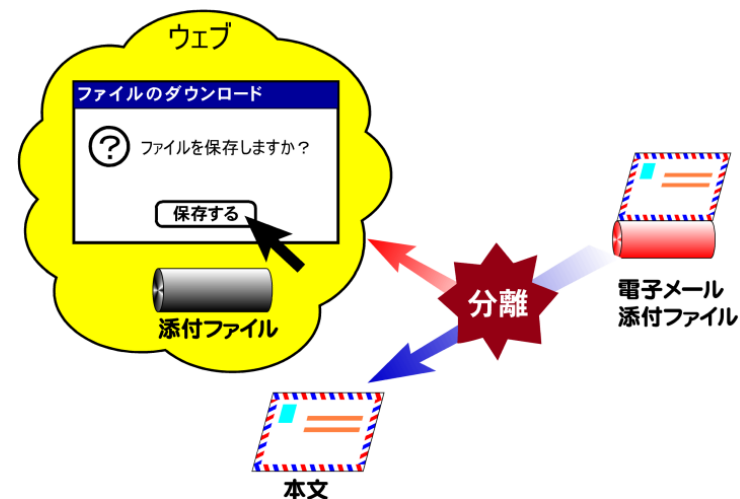 ウェブ
ファイルのダウンロード
?
ファイルを保存しますか？
保存する
添付ファイル
分離
電子メール
添付ファイル
本文